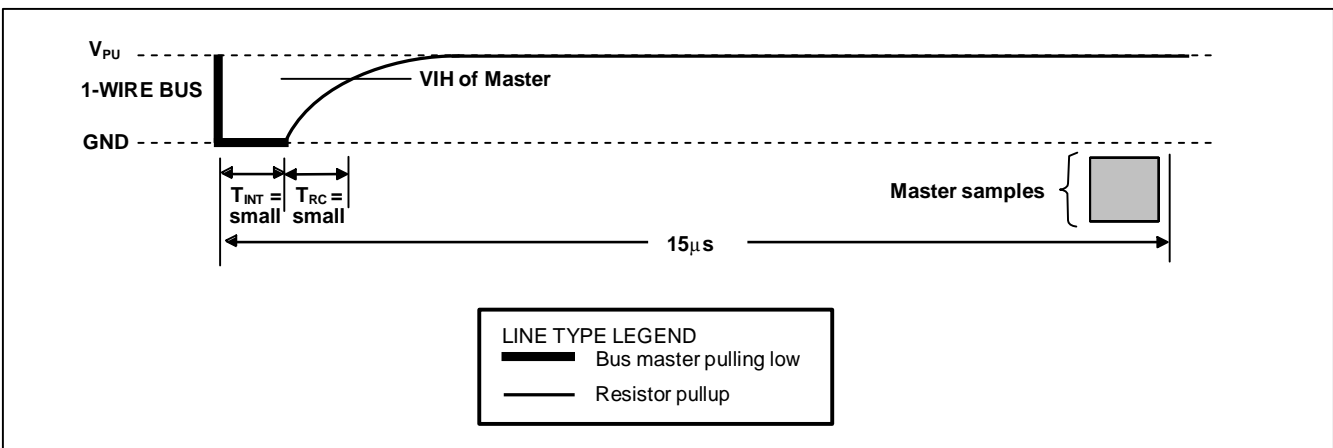 VPU
1-WIRE BUS
VIH of Master
GND
TINT =
small
TRC =
small
Master samples
15μs
LINE TYPE LEGEND
Bus master pulling low
Resistor pullup